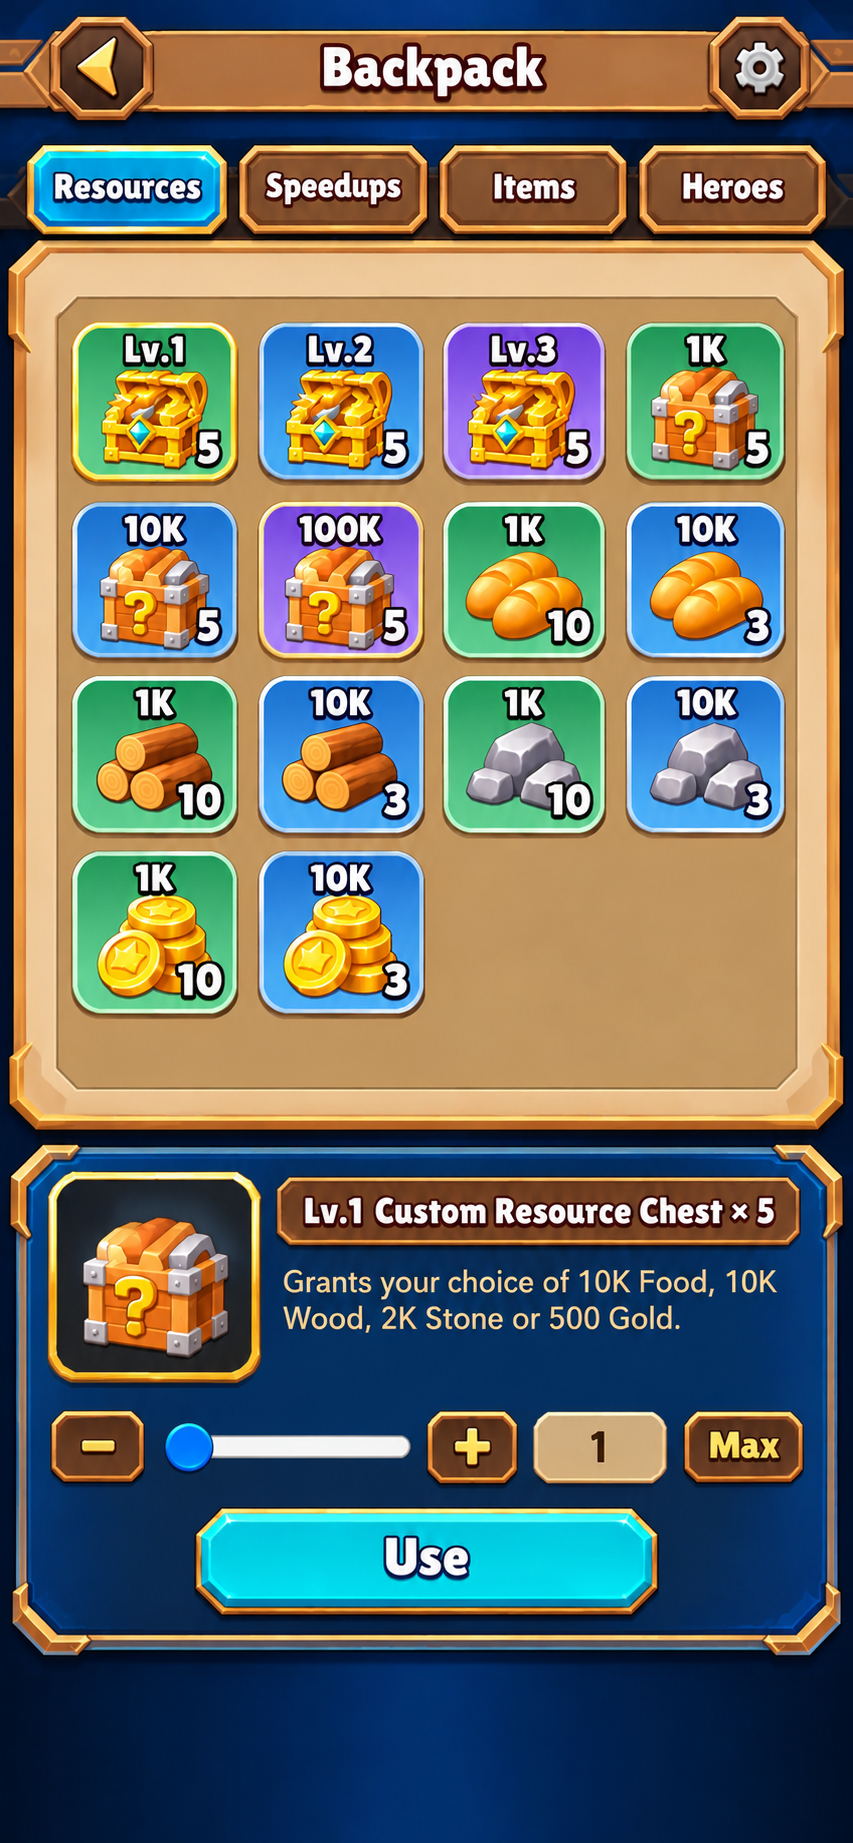 Backpack
Resources
Speedups
Items
Heroes
Lv.1
5
Lv.2
5
Lv.3
5
1K
?
5
10K
?
5
100K
?
5
1K
10
10K
3
1K
10
10K
3
1K
10
10K
3
1K
10
10K
3
?
Lv.1 Custom Resource Chest × 5
Grants your choice of 10K Food, 10K
Wood, 2K Stone or 500 Gold.
1
Max
Use